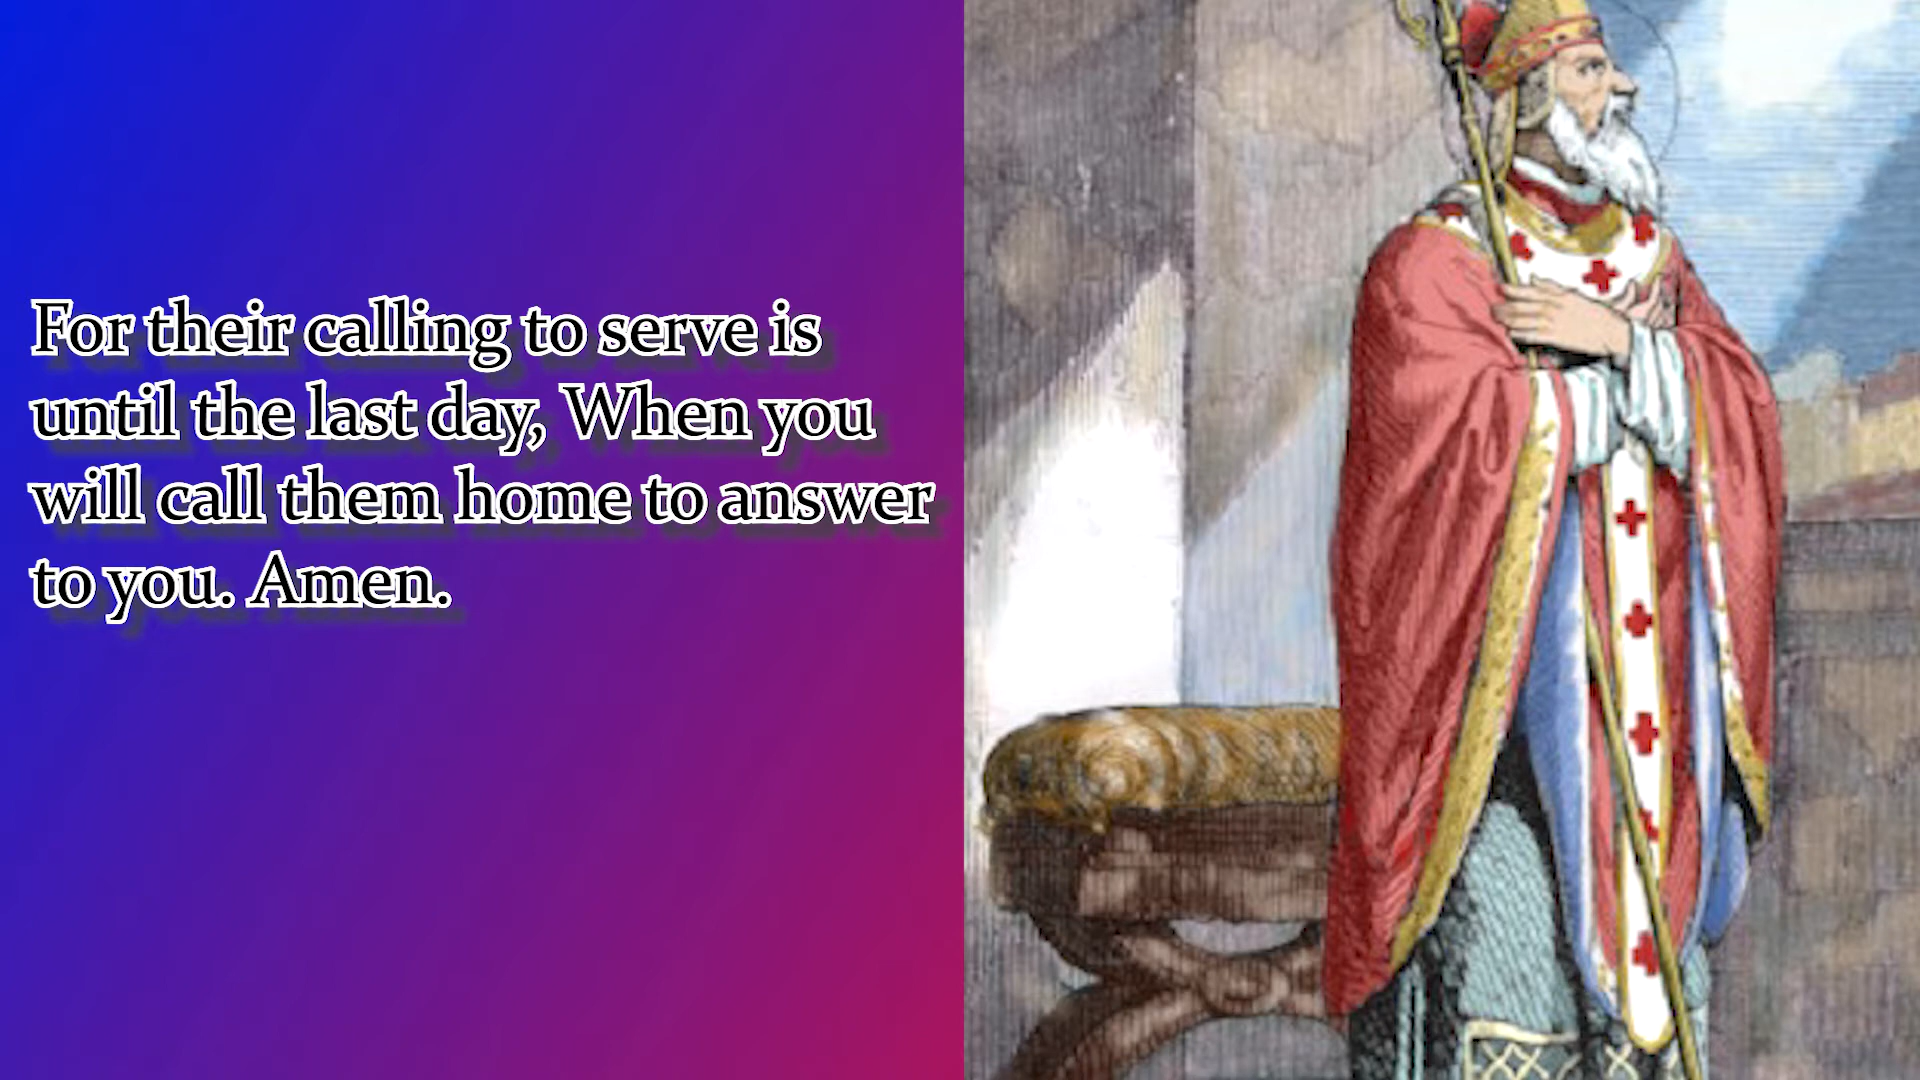 For their calling to serve is
until the last day, When you
will call them home to answer
to you. Amen.